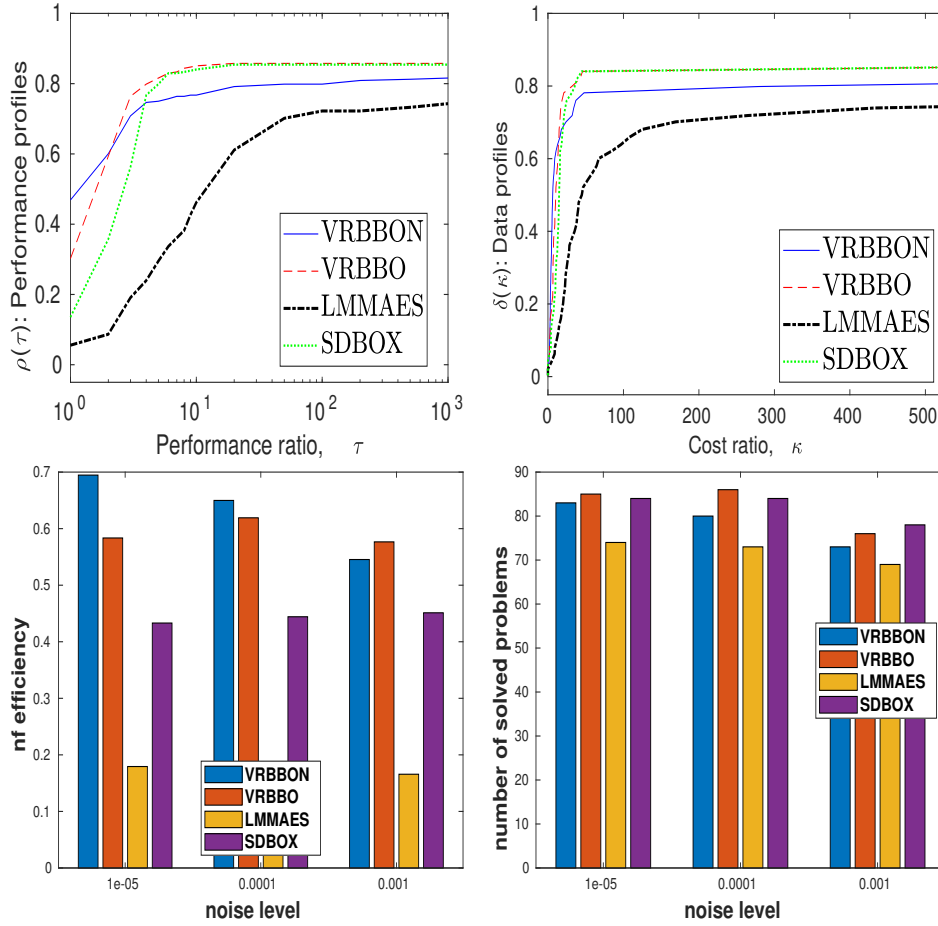 ρ(τ): Performance profiles
1
0.8
0.6
0.4
0.2
0
10^0
10^1
10^2
10^3
Performance ratio, τ
VRBBON
VRBBO
LMMAES
SDBOX
δ(κ): Data profiles
1
0.8
0.6
0.4
0.2
0
0
100
200
300
400
500
Cost ratio, κ
VRBBON
VRBBO
LMMAES
SDBOX
nf efficiency
0.7
0.6
0.5
0.4
0.3
0.2
0.1
0
1e-05
0.0001
0.001
noise level
VRBBON
VRBBO
LMMAES
SDBOX
number of solved problems
90
80
70
60
50
40
30
20
10
0
1e-05
0.0001
0.001
noise level
VRBBON
VRBBO
LMMAES
SDBOX